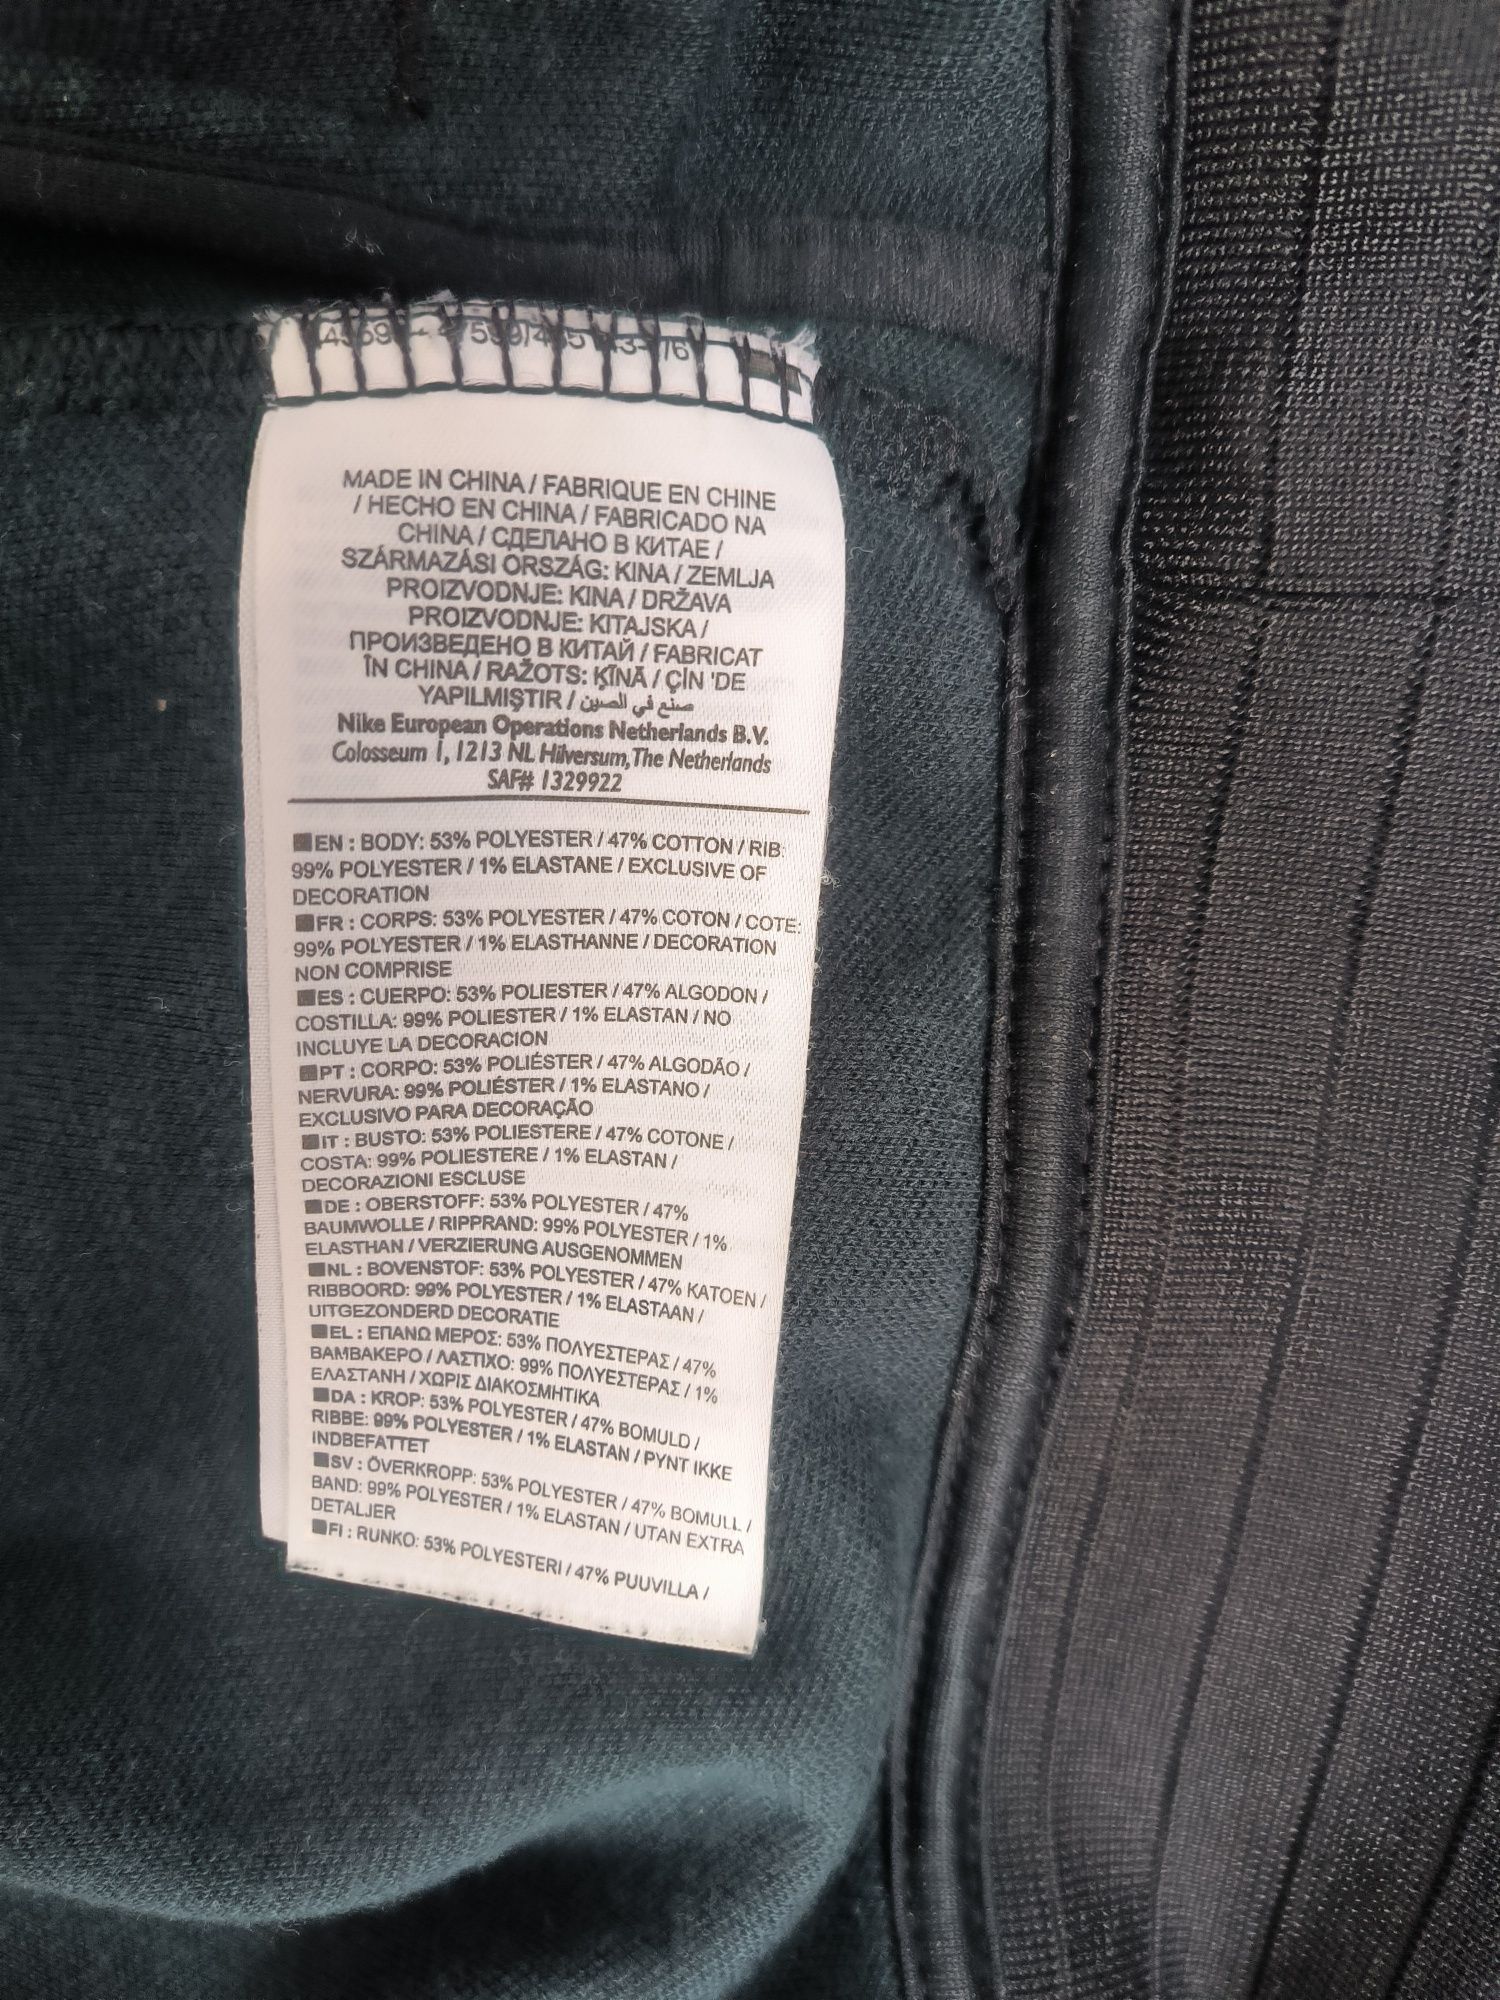 MADE IN CHINA / FABRIQUE EN CHINE
/ HECHO EN CHINA / FABRICADO NA
CHINA / СДЕЛАНО В КИТАЕ /
SZÁRMAZÁSI ORSZÁG: KINA / ZEMLJA
PROIZVODNJE: KINA / DRŽAVA
PROIZVODNJE: KITAJSKA /
ПРОИЗВЕДЕНО В КИТАЙ / FABRICAT
ÎN CHINA / RAŽOTS: ĶĪNĀ / ÇİN 'DE
YAPILMIŞTIR / صنع في الصين
Nike European Operations Netherlands B.V.
Colosseum 1, 1213 NL Hilversum, The Netherlands
SAF# 1329922
EN : BODY: 53% POLYESTER / 47% COTTON / RIB:
99% POLYESTER / 1% ELASTANE / EXCLUSIVE OF
DECORATION
FR : CORPS: 53% POLYESTER / 47% COTON / COTE:
99% POLYESTER / 1% ELASTHANNE / DECORATION
NON COMPRISE
ES : CUERPO: 53% POLIESTER / 47% ALGODON /
COSTILLA: 99% POLIESTER / 1% ELASTAN / NO
INCLUYE LA DECORACION
PT : CORPO: 53% POLIÉSTER / 47% ALGODÃO /
NERVURA: 99% POLIÉSTER / 1% ELASTANO /
EXCLUSIVO PARA DECORAÇÃO
IT : BUSTO: 53% POLIESTERE / 47% COTONE /
COSTA: 99% POLIESTERE / 1% ELASTAN /
DECORAZIONI ESCLUSE
DE : OBERSTOFF: 53% POLYESTER / 47%
BAUMWOLLE / RIPPRAND: 99% POLYESTER / 1%
ELASTHAN / VERZIERUNG AUSGENOMMEN
NL : BOVENSTOF: 53% POLYESTER / 47% KATOEN /
RIBBOORD: 99% POLYESTER / 1% ELASTAAN /
UITGEZONDERD DECORATIE
EL : ΕΠΑΝΩ ΜΕΡΟΣ: 53% ΠΟΛΥΕΣΤΕΡΑΣ / 47%
ΒΑΜΒΑΚΕΡΟ / ΛΑΣΤΙΧΟ: 99% ΠΟΛΥΕΣΤΕΡΑΣ / 1%
ΕΛΑΣΤΑΝΗ / ΧΩΡΙΣ ΔΙΑΚΟΣΜΗΤΙΚΑ
DA : KROP: 53% POLYESTER / 47% BOMULD /
RIBBE: 99% POLYESTER / 1% ELASTAN / PYNT IKKE
INDBEFATTET
SV : ÖVERKROPP: 53% POLYESTER / 47% BOMULL /
BAND: 99% POLYESTER / 1% ELASTAN / UTAN EXTRA
DETALJER
FI : RUNKO: 53% POLYESTERI / 47% PUUVILLA /